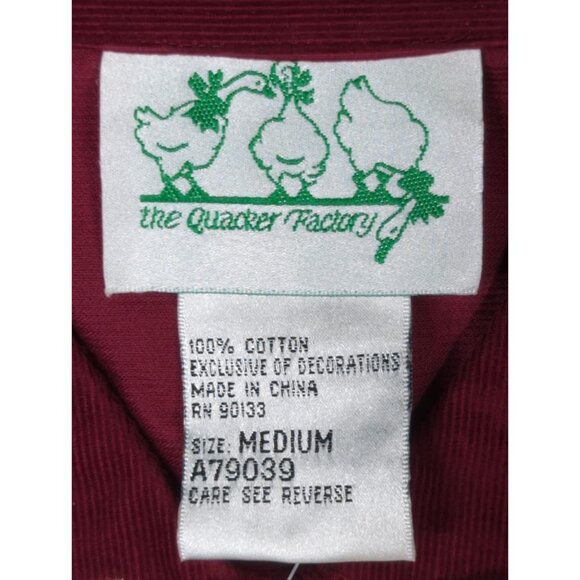 the Quacker Factory
100% COTTON
EXCLUSIVE OF DECORATIONS
MADE IN CHINA
RN 90133
SIZE: MEDIUM
A79039
CARE SEE REVERSE